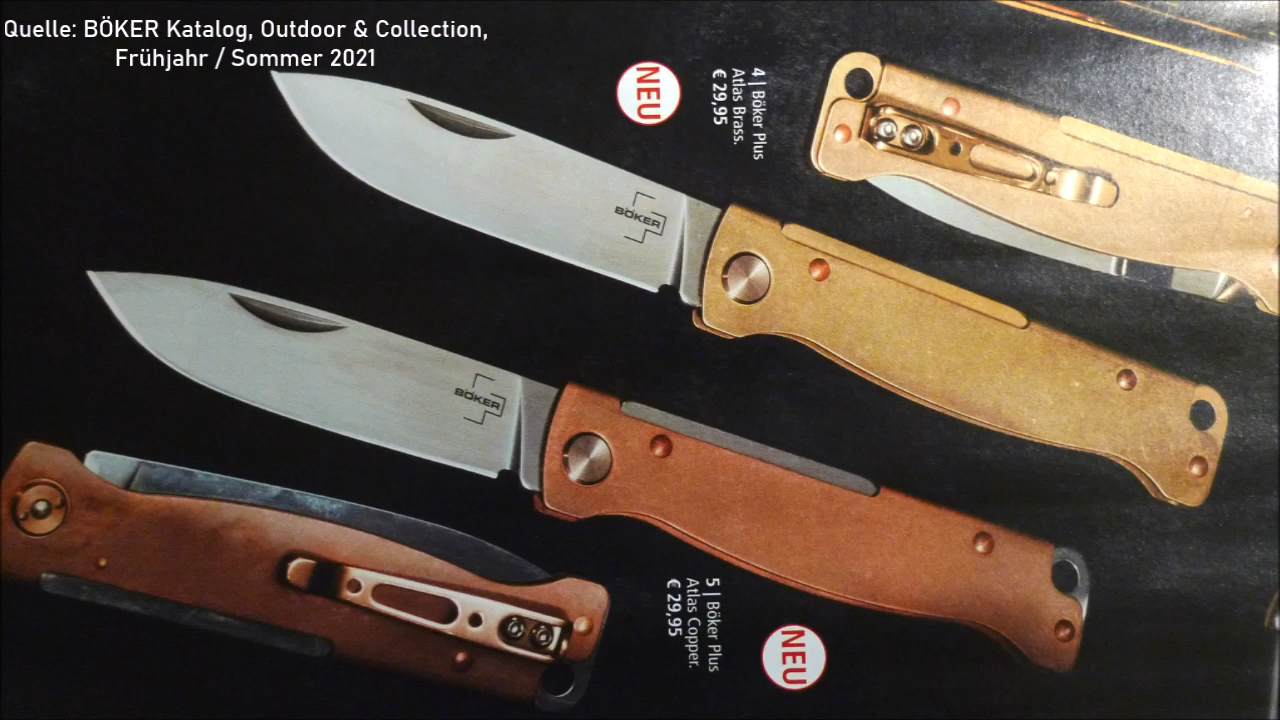 Quelle: BÖKER Katalog, Outdoor & Collection,
Frühjahr / Sommer 2021
NEU
4 | Böker Plus
Atlas Brass.
€ 29,95
BÖKER
BÖKER
5 | Böker Plus
Atlas Copper.
€ 29,95
NEU